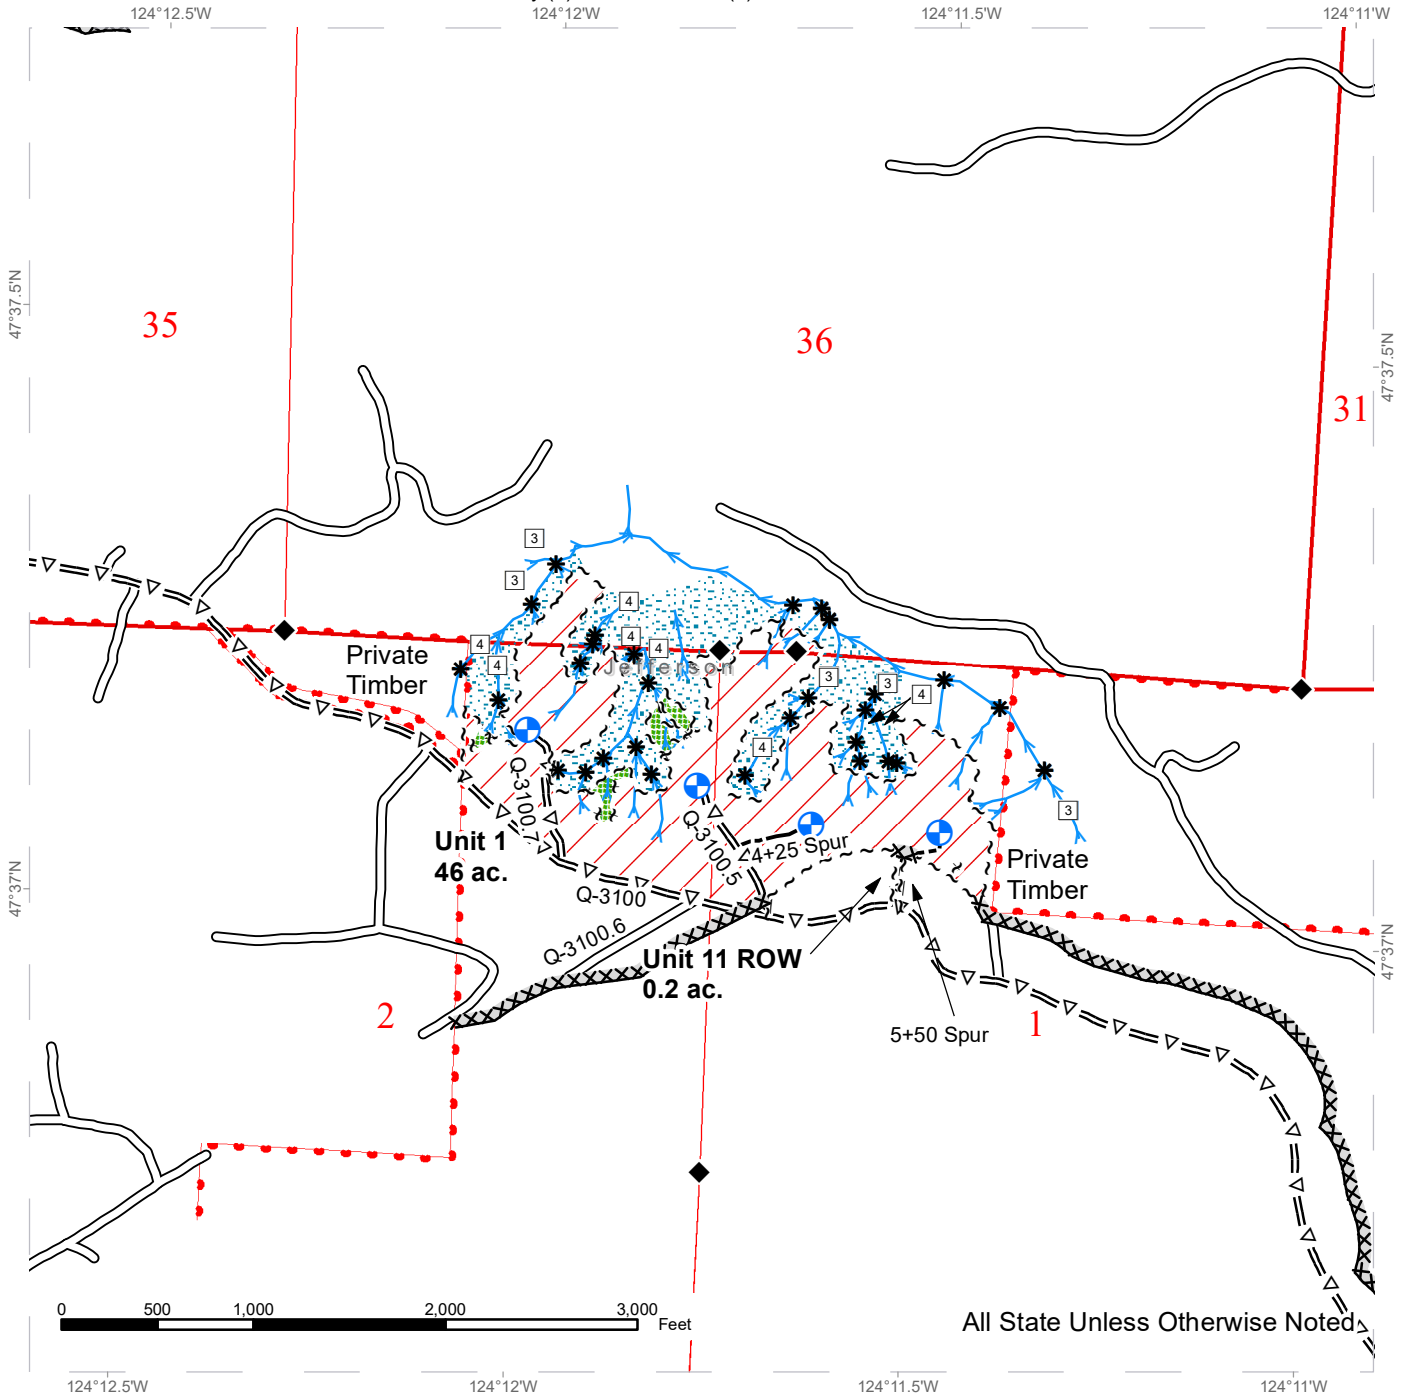 124°12.5'W
124°12'W
124°11.5'W
124°11'W
47°37.5'N
35
36
47°37.5'N
31
3
3
4
4
4
4
4
Private
Timber
Jefferson
3
3
4
4
3
Q-3100.7
Unit 1
46 ac.
Q-3100.5
4+25 Spur
Private
Timber
47°37'N
Q-3100
Q-3100.6
Unit 11 ROW
0.2 ac.
47°37'N
2
1
5+50 Spur
0
500
1,000
2,000
3,000
Feet
All State Unless Otherwise Noted
124°12.5'W
124°12'W
124°11.5'W
124°11'W